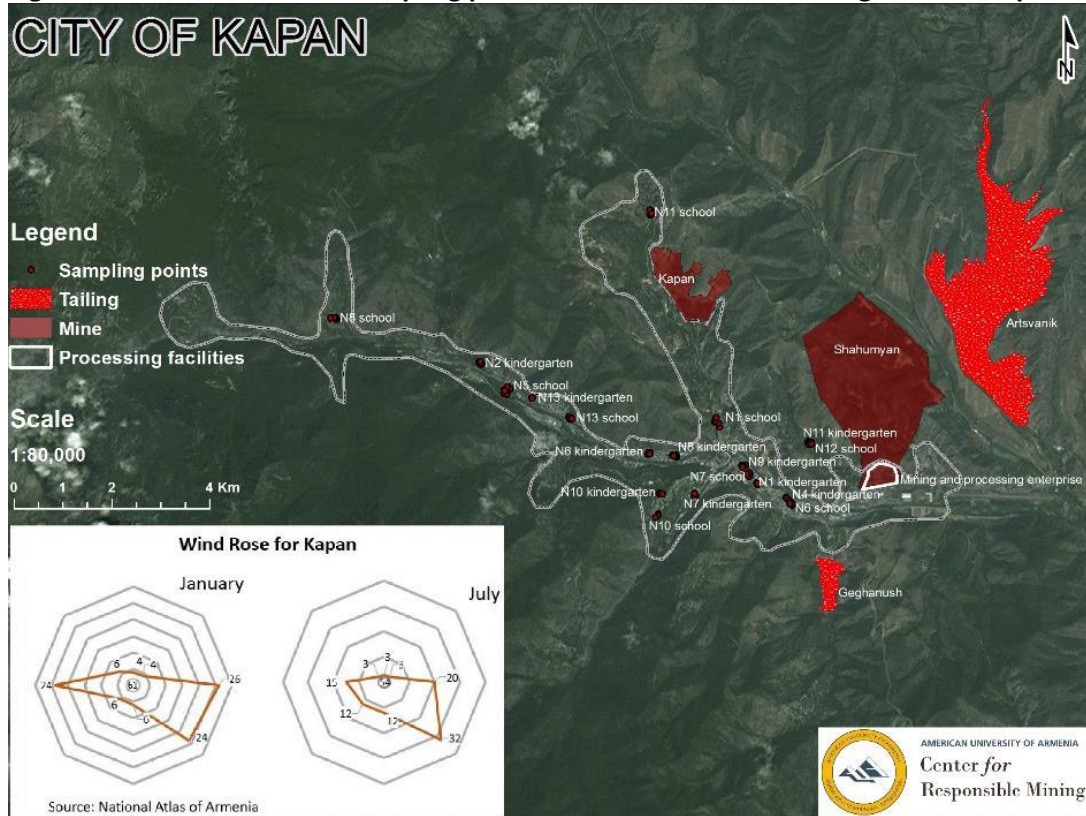 CITY OF KAPAN
N
N11 school
Legend
Sampling points
Tailing
Mine
Processing facilities
Scale
1:80,000
0 1 2 4 Km
Kapan
Artsvanik
Shahumyan
N2 kindergarten
N5 school
N13 kindergarten
N13 school
N1 school
N11 kindergarten
N12 school
N6 kindergarten
N8 kindergarten
N9 kindergarten
N7 school
N1 kindergarten
Mining and processing enterprise
N10 kindergarten
N7 kindergarten
N4 kindergarten
N6 school
N10 school
Geghanush
Wind Rose for Kapan
January
July
6 4 4
61
26
24
6 6
24
3 3 3
15
54
20
12 12
32
Source: National Atlas of Armenia
AMERICAN UNIVERSITY OF ARMENIA
Center for
Responsible Mining